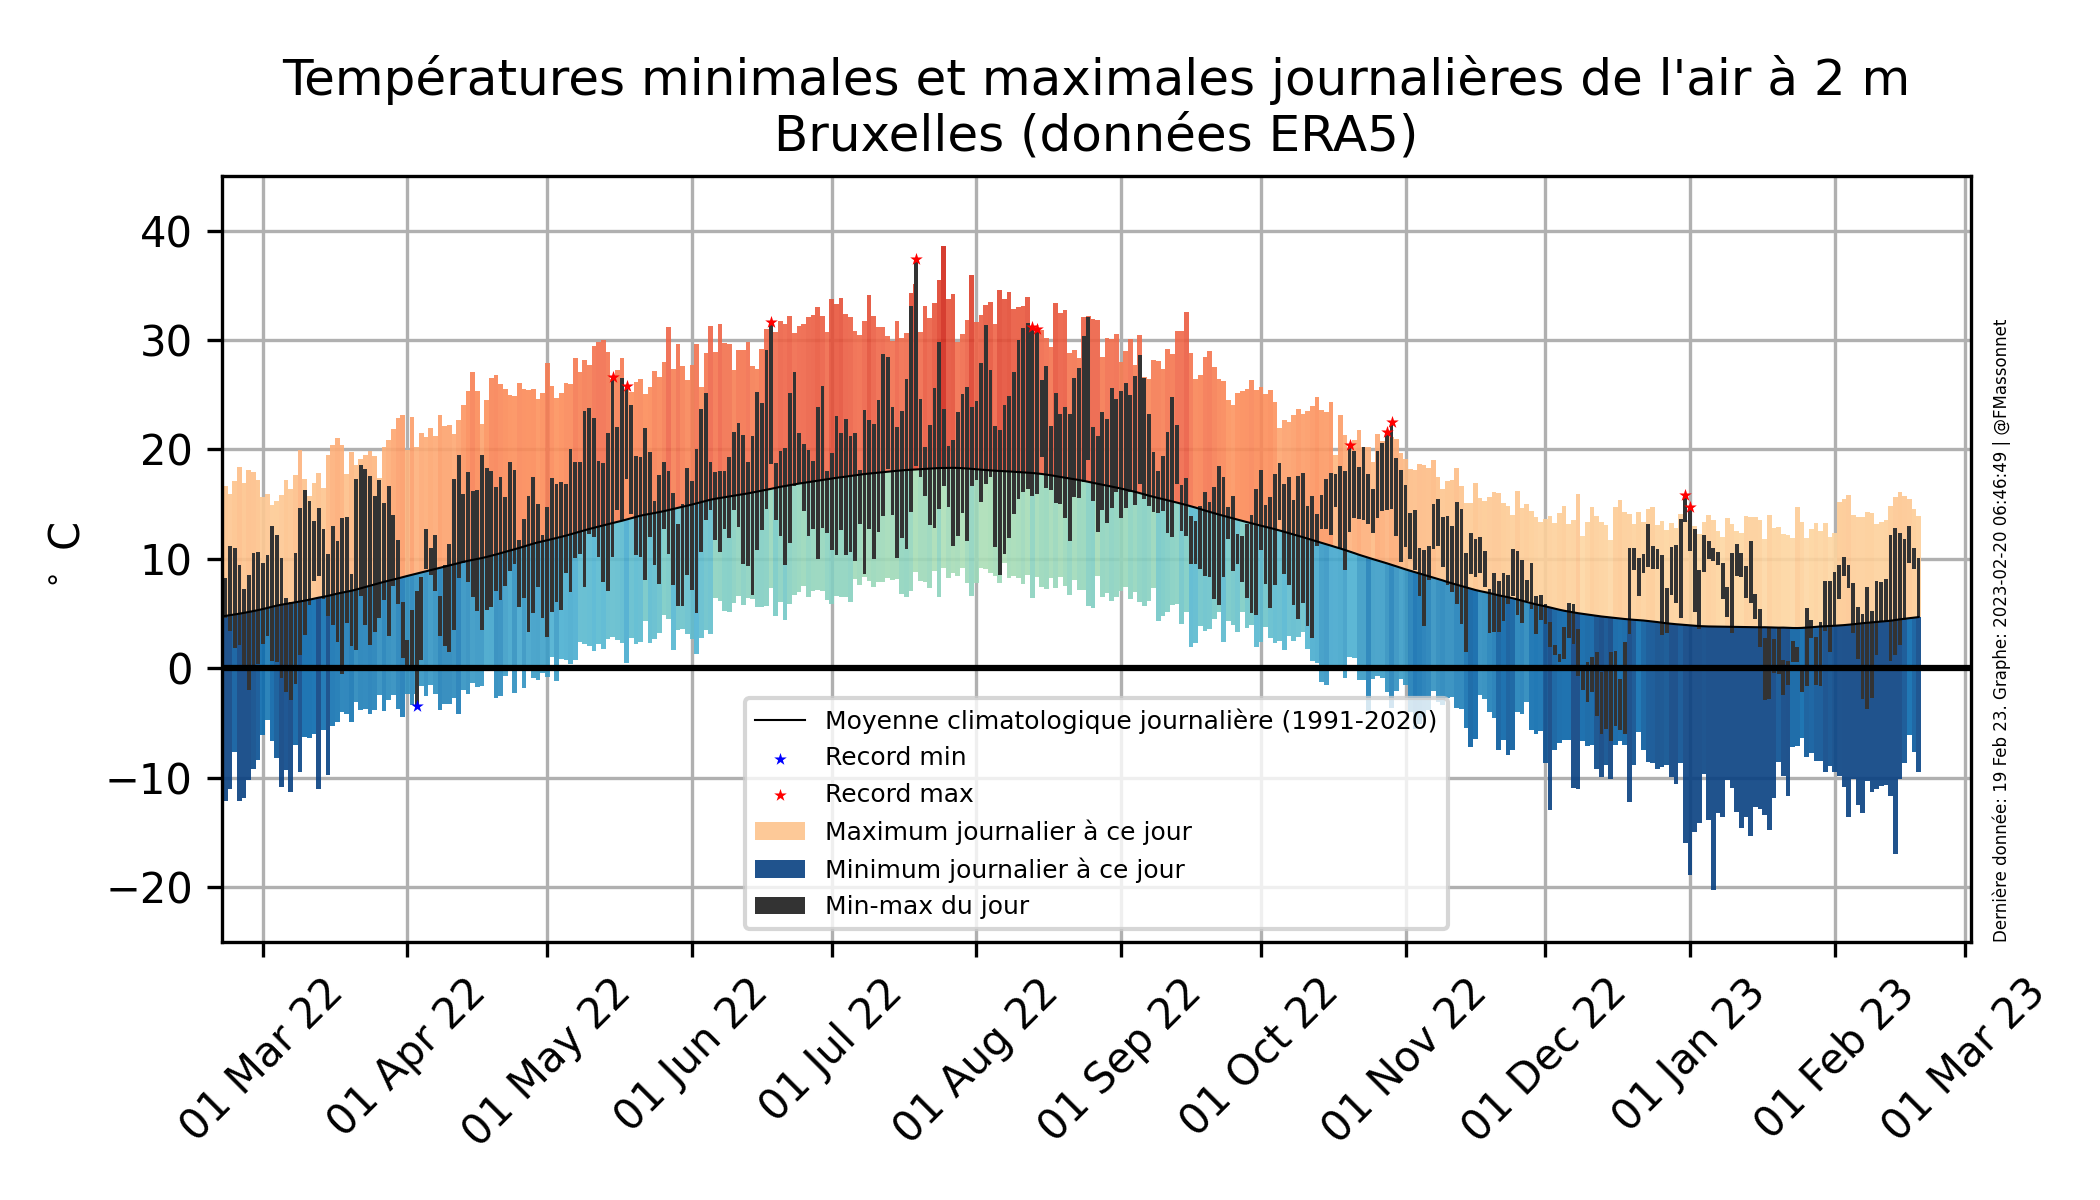 Températures minimales et maximales journalières de l'air à 2 m
Bruxelles (données ERA5)
° C
40
30
20
10
0
−10
−20
Moyenne climatologique journalière (1991-2020)
Record min
Record max
Maximum journalier à ce jour
Minimum journalier à ce jour
Min-max du jour
01 Mar 22
01 Apr 22
01 May 22
01 Jun 22
01 Jul 22
01 Aug 22
01 Sep 22
01 Oct 22
01 Nov 22
01 Dec 22
01 Jan 23
01 Feb 23
01 Mar 23
Dernière donnée: 19 Feb 23. Graphe: 2023-02-20 06:46:49 | @FMassonnet